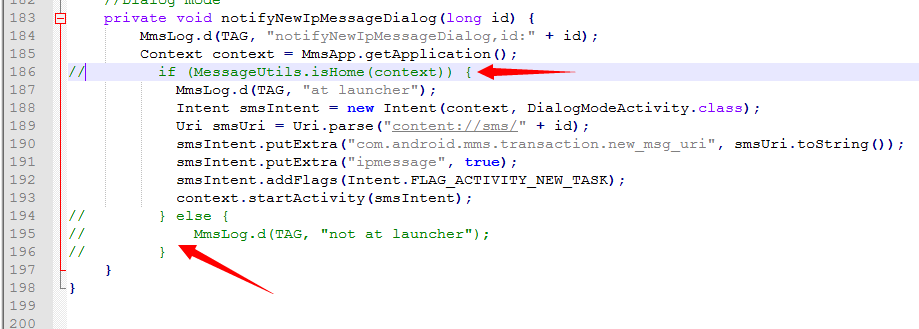 182 //Dialog mode
183 private void notifyNewIpMessageDialog(long id) {
184 MmsLog.d(TAG, "notifyNewIpMessageDialog,id:" + id);
185 Context context = MmsApp.getApplication();
186 // if (MessageUtils.isHome(context)) {
187 MmsLog.d(TAG, "at launcher");
188 Intent smsIntent = new Intent(context, DialogModeActivity.class);
189 Uri smsUri = Uri.parse("content://sms/" + id);
190 smsIntent.putExtra("com.android.mms.transaction.new_msg_uri", smsUri.toString());
191 smsIntent.putExtra("ipmessage", true);
192 smsIntent.addFlags(Intent.FLAG_ACTIVITY_NEW_TASK);
193 context.startActivity(smsIntent);
194 // } else {
195 // MmsLog.d(TAG, "not at launcher");
196 // }
197 }
198 }
199
200